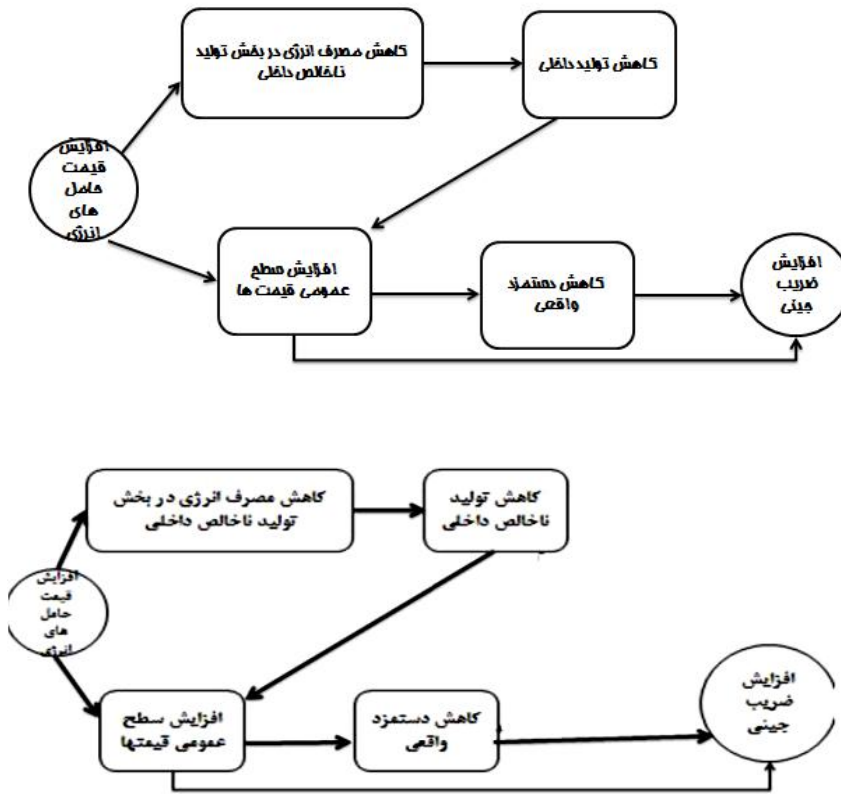 کاهش مصرف انرژی در بخش تولید
ناخالص داخلی
کاهش تولید داخلی
افزایش
قیمت
حامل
های
انرژی
افزایش سطح
عمومی قیمت ها
کاهش دستمزد
واقعی
افزایش
ضریب
جینی
کاهش مصرف انرژی در بخش
تولید ناخالص داخلی
کاهش تولید
ناخالص داخلی
افزایش
قیمت
حامل
های
انرژی
افزایش سطح
عمومی قیمتها
کاهش دستمزد
واقعی
افزایش
ضریب
جینی